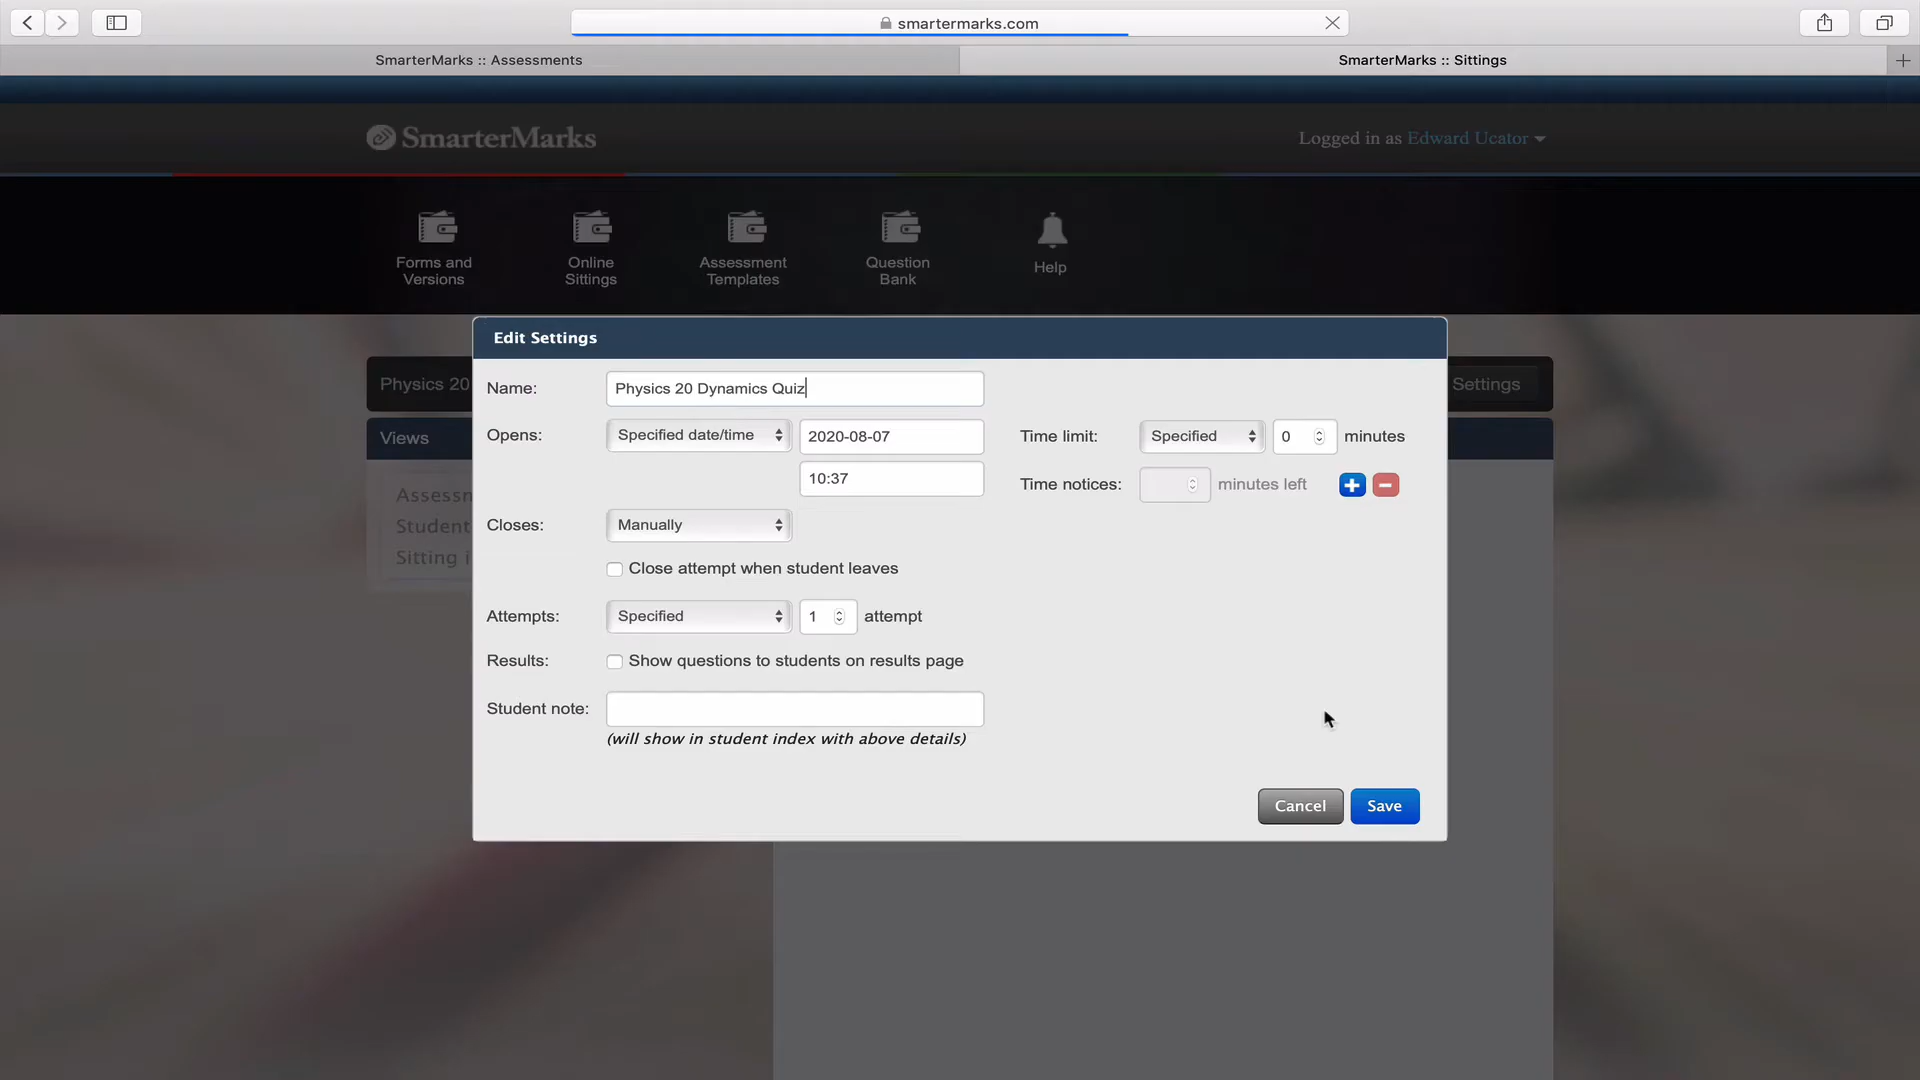 smartermarks.com
SmarterMarks :: Assessments
SmarterMarks :: Sittings
SmarterMarks
Logged in as Edward Ucator
Forms and
Versions
Online
Sittings
Assessment
Templates
Question
Bank
Help
Edit Settings
Physics 20
Settings
Views
Name:
Physics 20 Dynamics Quiz
Opens:
Specified date/time
2020-08-07
Time limit:
Specified
0
minutes
10:37
Time notices:
minutes left
Student
Sitting
Closes:
Manually
Close attempt when student leaves
Attempts:
Specified
1
attempt
Results:
Show questions to students on results page
Student note:
(will show in student index with above details)
Cancel
Save